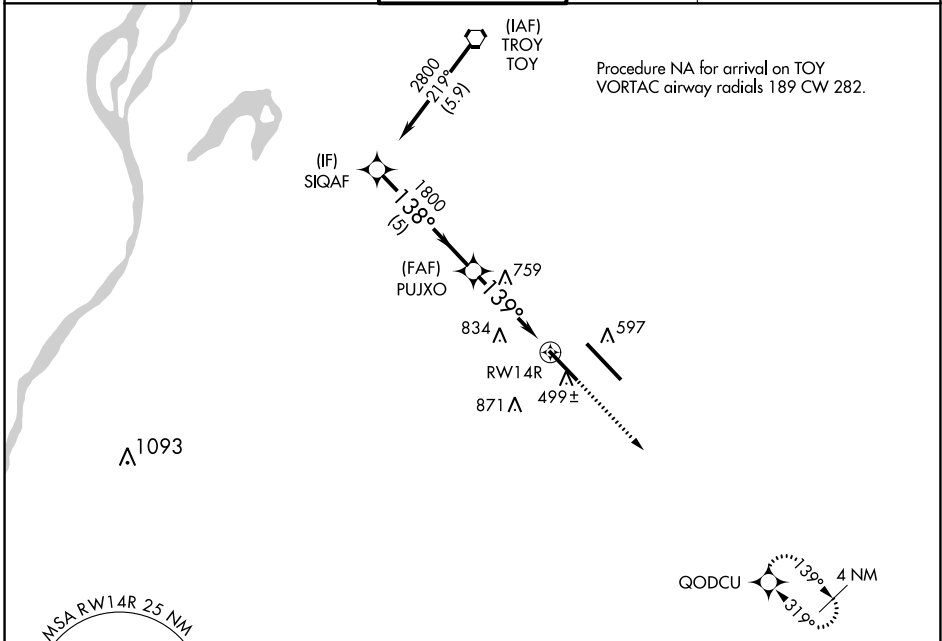 (IAF)
TROY
TOY
Procedure NA for arrival on TOY
VORTAC airway radials 189 CW 282.
2800
219°
(5.9)
(IF)
SIQAF
1800
138°
(5)
(FAF)
PUJXO
759
139°
834
597
RW14R
499±
871
1093
QODCU
139°
4 NM
319°
MSA RW14R 25 NM